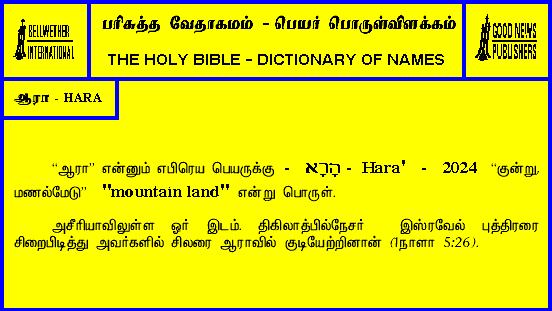 BELLWETHER
INTERNATIONAL
பரிசுத்த வேதாகமம் - பெயர் பொருள்விளக்கம்
THE HOLY BIBLE - DICTIONARY OF NAMES
GOOD NEWS
PUBLISHERS
ஆரா - HARA
“ஆரா” என்னும் எபிரெய பெயருக்கு - הָרָא - Hara' - 2024 “குன்று,
மணல்மேடு” "mountain land" என்று பொருள்.
அசீரியாவிலுள்ள ஓர் இடம். திகிலாத்பில்நேசர் இஸ்ரவேல் புத்திரரை
சிறைபிடித்து அவர்களில் சிலரை ஆராவில் குடியேற்றினான் (1நாளா 5:26).